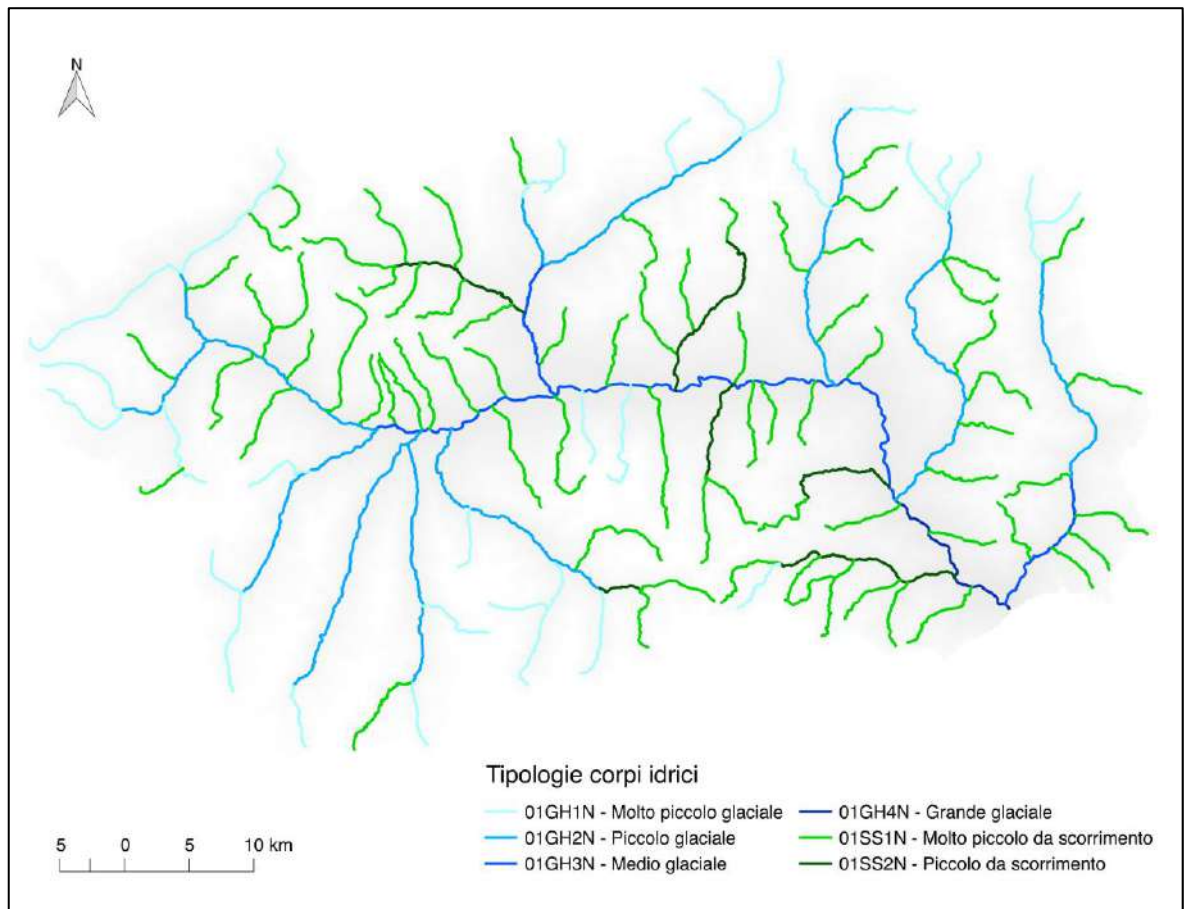 N
Tipologie corpi idrici
01GH1N - Molto piccolo glaciale
01GH2N - Piccolo glaciale
01GH3N - Medio glaciale
01GH4N - Grande glaciale
01SS1N - Molto piccolo da scorrimento
01SS2N - Piccolo da scorrimento
5 0 5 10 km